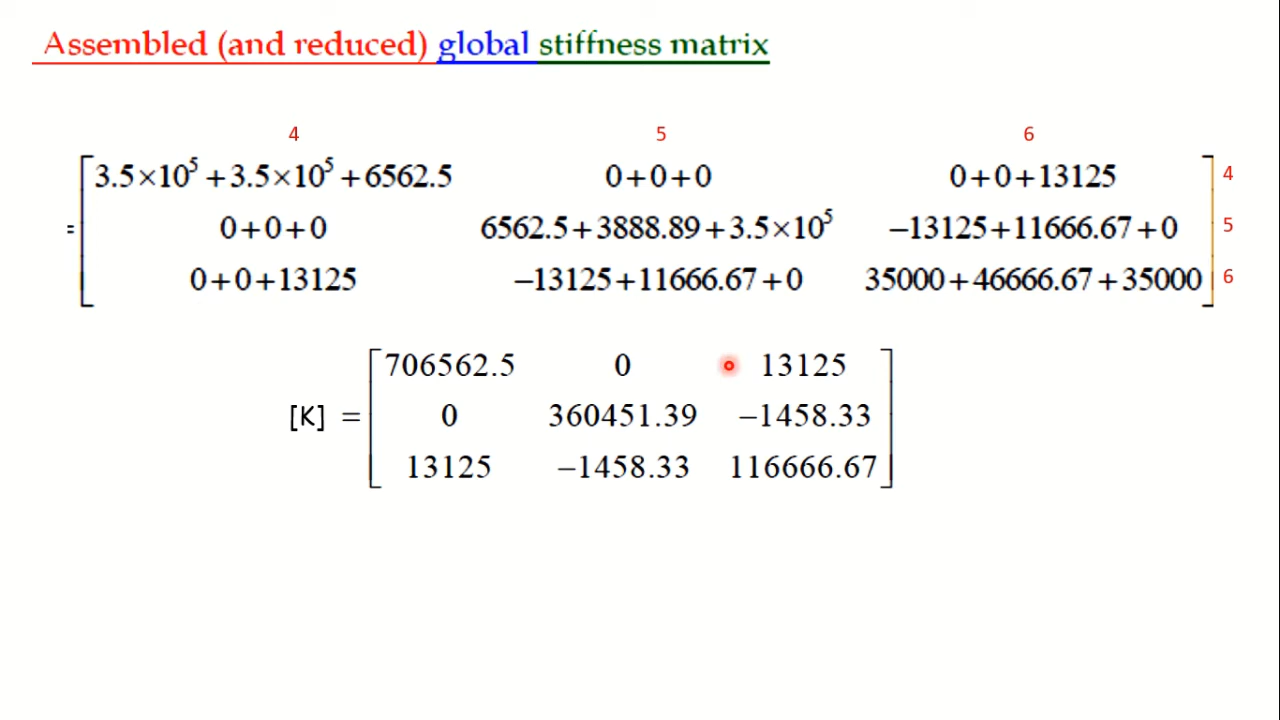 Assembled (and reduced) global stiffness matrix
4 5 6
= [ 3.5×10⁵ +3.5×10⁵ +6562.5 0+0+0 0+0+13125 ] 4
0+0+0 6562.5+3888.89+3.5×10⁵ −13125+11666.67+0 5
0+0+13125 −13125+11666.67+0 35000+46666.67+35000 6
706562.5 0 13125
[K] = [ 0 360451.39 −1458.33 ]
13125 −1458.33 116666.67